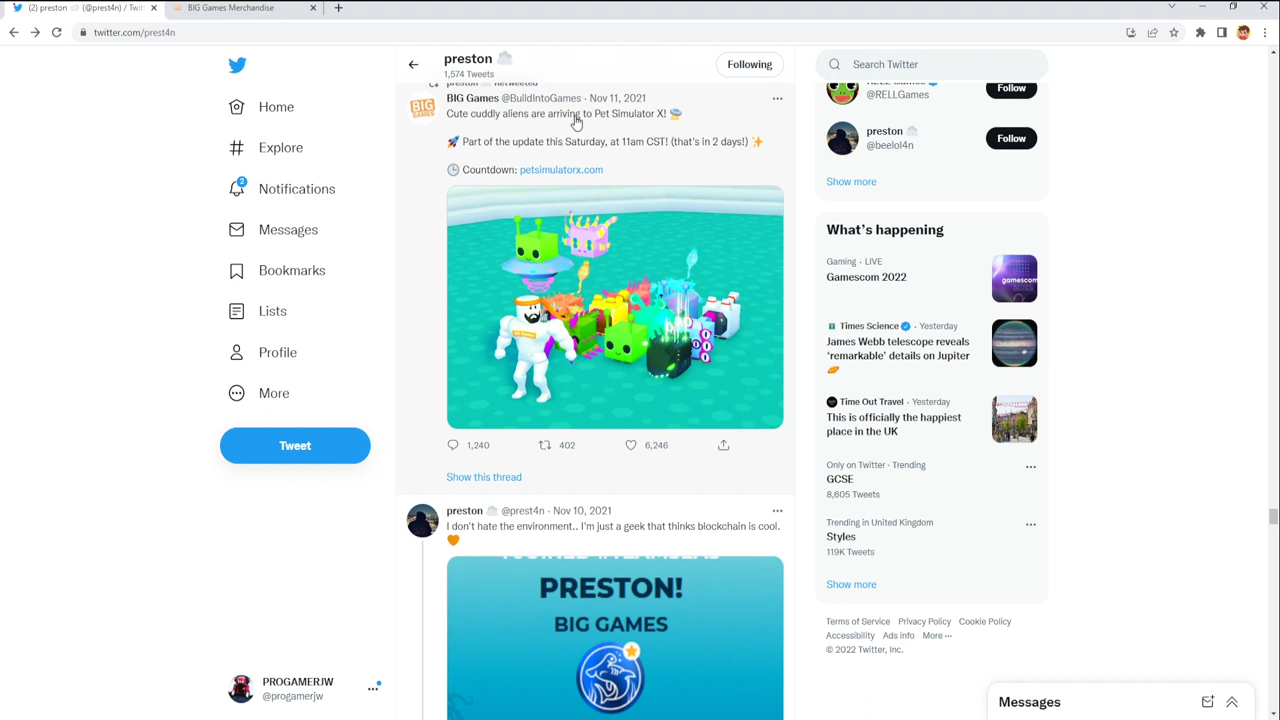 (2) preston ☁️ (@prest4n) / Twit
BIG Games Merchandise
twitter.com/prest4n
preston ☁️
1,574 Tweets
Following
Search Twitter
Home
Explore
2
Notifications
Messages
Bookmarks
Lists
Profile
More
Tweet
PROGAMERJW
@progamerjw
preston ☁️ Retweeted
BIG GAMES
BIG Games @BuildIntoGames · Nov 11, 2021
Cute cuddly aliens are arriving to Pet Simulator X! 🛸
🚀 Part of the update this Saturday, at 11am CST! (that's in 2 days!) ✨
🕒 Countdown: petsimulatorx.com
1,240
402
6,246
Show this thread
preston ☁️ @prest4n · Nov 10, 2021
I don't hate the environment.. I'm just a geek that thinks blockchain is cool.
🧡
PRESTON!
BIG GAMES
@RELLGames
Follow
preston ☁️
@beelol4n
Follow
Show more
What's happening
Gaming · LIVE
Gamescom 2022
gamescom
Times Science · Yesterday
James Webb telescope reveals
'remarkable' details on Jupiter
🪐
Time Out Travel · Yesterday
This is officially the happiest
place in the UK
Only on Twitter · Trending
GCSE
8,605 Tweets
Trending in United Kingdom
Styles
119K Tweets
Show more
Terms of Service Privacy Policy Cookie Policy
Accessibility Ads info More ···
© 2022 Twitter, Inc.
Messages